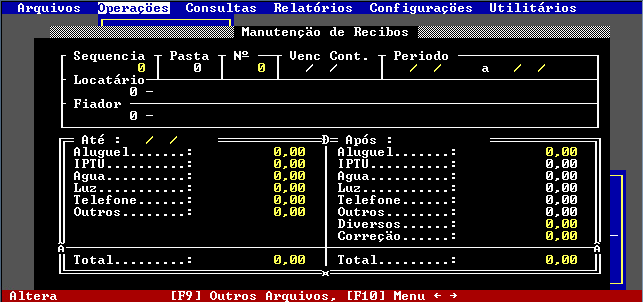 Arquivos Operações Consultas Relatórios Configurações Utilitários
Manutenção de Recibos
Sequencia Pasta Nº Venc Cont. Periodo
0 0 0 / / / / a / /
Locatário
0 -
Fiador
0 -
Até : / / Após :
Aluguel.......: 0,00 Aluguel.......: 0,00
IPTU..........: 0,00 IPTU..........: 0,00
Agua..........: 0,00 Agua..........: 0,00
Luz...........: 0,00 Luz...........: 0,00
Telefone......: 0,00 Telefone......: 0,00
Outros........: 0,00 Outros........: 0,00
Diversos......: 0,00
Correção......: 0,00
Total.........: 0,00 Total.........: 0,00
Altera [F9] Outros Arquivos, [F10] Menu ← →